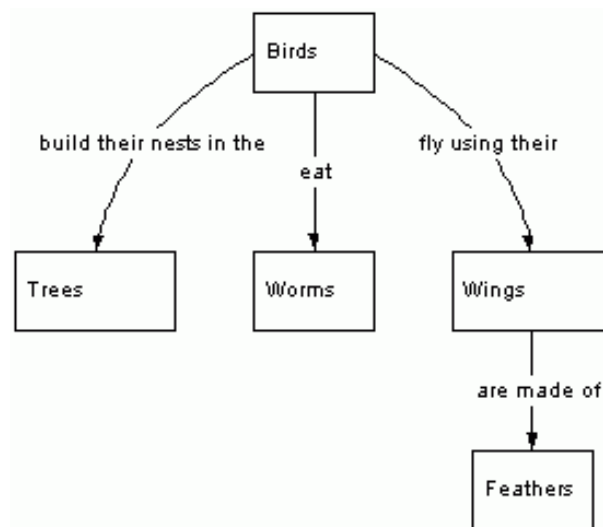 Birds
build their nests in the
fly using their
eat
Trees
Worms
Wings
are made of
Feathers